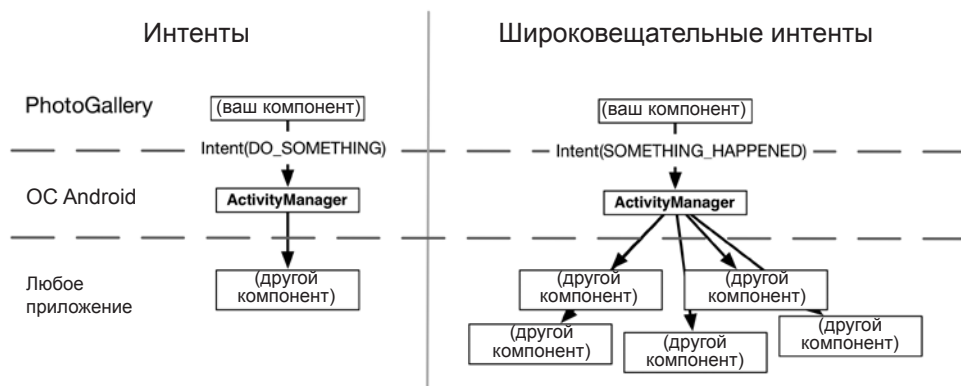 Интенты
Широковещательные интенты
PhotoGallery
(ваш компонент)
(ваш компонент)
Intent(DO_SOMETHING)
Intent(SOMETHING_HAPPENED)
ОС Android
ActivityManager
ActivityManager
Любое
приложение
(другой
компонент)
(другой
компонент)
(другой
компонент)
(другой
компонент)
(другой
компонент)
(другой
компонент)